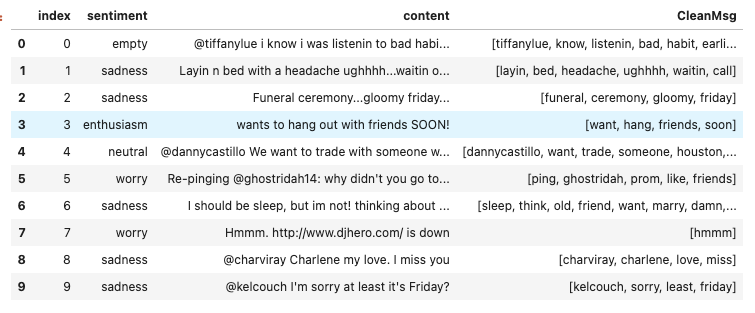 index sentiment content CleanMsg
0 0 empty @tiffanylue i know i was listenin to bad habi... [tiffanylue, know, listenin, bad, habit, earli...
1 1 sadness Layin n bed with a headache ughhhh...waitin o... [layin, bed, headache, ughhhh, waitin, call]
2 2 sadness Funeral ceremony...gloomy friday... [funeral, ceremony, gloomy, friday]
3 3 enthusiasm wants to hang out with friends SOON! [want, hang, friends, soon]
4 4 neutral @dannycastillo We want to trade with someone w... [dannycastillo, want, trade, someone, houston,...
5 5 worry Re-pinging @ghostridah14: why didn't you go to... [ping, ghostridah, prom, like, friends]
6 6 sadness I should be sleep, but im not! thinking about ... [sleep, think, old, friend, want, marry, damn,...
7 7 worry Hmmm. http://www.djhero.com/ is down [hmmm]
8 8 sadness @charviray Charlene my love. I miss you [charviray, charlene, love, miss]
9 9 sadness @kelcouch I'm sorry at least it's Friday? [kelcouch, sorry, least, friday]